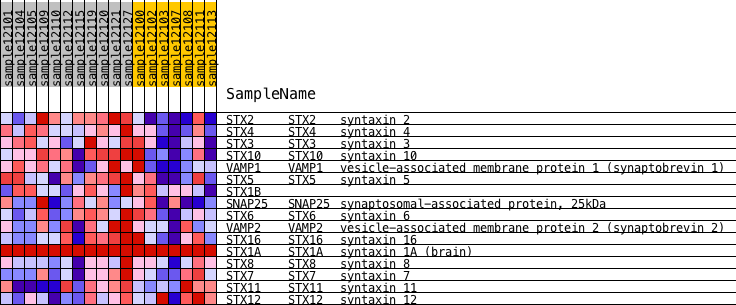 sample12101
sample12104
sample12105
sample12109
sample12110
sample12112
sample12115
sample12119
sample12120
sample12121
sample12127
sample12100
sample12102
sample12103
sample12107
sample12108
sample12111
sample12113
SampleName
STX2 STX2 syntaxin 2
STX4 STX4 syntaxin 4
STX3 STX3 syntaxin 3
STX10 STX10 syntaxin 10
VAMP1 VAMP1 vesicle-associated membrane protein 1 (synaptobrevin 1)
STX5 STX5 syntaxin 5
STX1B
SNAP25 SNAP25 synaptosomal-associated protein, 25kDa
STX6 STX6 syntaxin 6
VAMP2 VAMP2 vesicle-associated membrane protein 2 (synaptobrevin 2)
STX16 STX16 syntaxin 16
STX1A STX1A syntaxin 1A (brain)
STX8 STX8 syntaxin 8
STX7 STX7 syntaxin 7
STX11 STX11 syntaxin 11
STX12 STX12 syntaxin 12